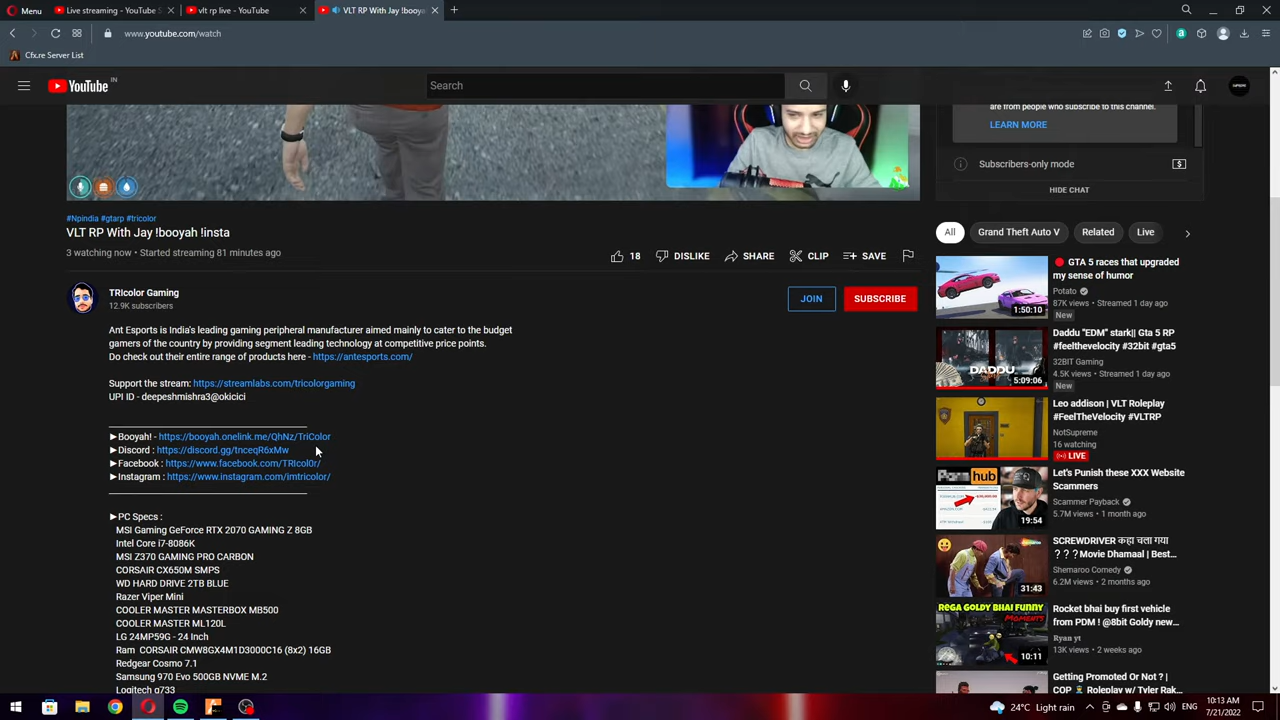 Menu
Live streaming - YouTube S
vlt rp live - YouTube
VLT RP With Jay !booya
www.youtube.com/watch
Cfx.re Server List
YouTube IN
Search
are from people who subscribe to this channel.
LEARN MORE
Subscribers-only mode
HIDE CHAT
#Npindia #gtarp #tricolor
VLT RP With Jay !booyah !insta
3 watching now • Started streaming 81 minutes ago
18
DISLIKE
SHARE
CLIP
SAVE
TRIcolor Gaming
12.9K subscribers
JOIN
SUBSCRIBE
Ant Esports is India's leading gaming peripheral manufacturer aimed mainly to cater to the budget
gamers of the country by providing segment leading technology at competitive price points.
Do check out their entire range of products here - https://antesports.com/
Support the stream: https://streamlabs.com/tricolorgaming
UPI ID - deepeshmishra3@okicici
►Booyah! - https://booyah.onelink.me/QhNz/TriColor
►Discord : https://discord.gg/tnceqR6xMw
►Facebook : https://www.facebook.com/TRIcol0r/
►Instagram : https://www.instagram.com/imtricolor/
►PC Specs :
MSI Gaming GeForce RTX 2070 GAMING Z 8GB
Intel Core i7-8086K
MSI Z370 GAMING PRO CARBON
CORSAIR CX650M SMPS
WD HARD DRIVE 2TB BLUE
Razer Viper Mini
COOLER MASTER MASTERBOX MB500
COOLER MASTER ML120L
LG 24MP59G - 24 Inch
Ram CORSAIR CMW8GX4M1D3000C16 (8x2) 16GB
Redgear Cosmo 7.1
Samsung 970 Evo 500GB NVME M.2
Logitech g733
All
Grand Theft Auto V
Related
Live
GTA 5 races that upgraded
my sense of humor
Potato
87K views • Streamed 1 day ago
New
1:50:10
Daddu "EDM" stark|| Gta 5 RP
#feelthevelocity #32bit #gta5
32BIT Gaming
4.5K views • Streamed 1 day ago
New
DADDU
5:09:06
Leo addison | VLT Roleplay
#FeelTheVelocity #VLTRP
NotSupreme
16 watching
LIVE
Let's Punish these XXX Website
Scammers
Scammer Payback
5.7M views • 1 month ago
hub
19:54
SCREWDRIVER कहा चला गया
???Movie Dhamaal | Best...
Shemaroo Comedy
6.2M views • 2 months ago
31:43
Rocket bhai buy first vehicle
from PDM ! @8bit Goldy new...
Ryan yt
13K views • 2 weeks ago
REGA GOLDY BHAI FUNNY
MOMENTS
10:11
Getting Promoted Or Not ? |
COP Roleplay w/ Tyler Rak...
24°C Light rain
ENG
10:13 AM
7/21/2022